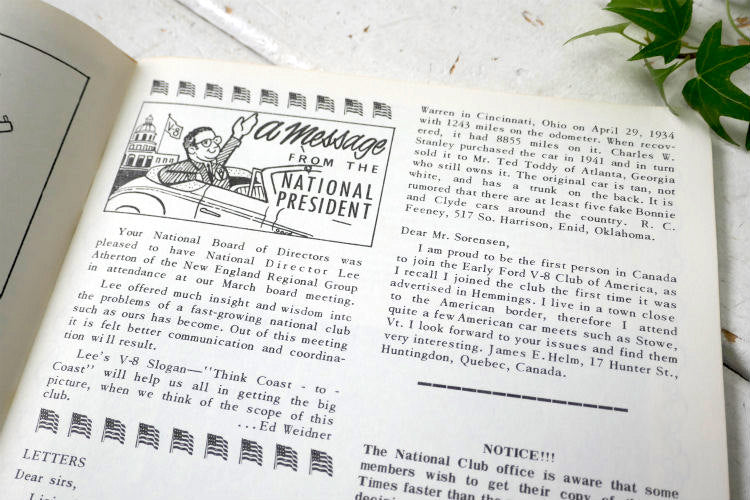 V-8
a Message
FROM THE
NATIONAL
PRESIDENT
Your National Board of Directors was
pleased to have National Director Lee
Atherton of the New England Regional Group
in attendance at our March board meeting.
Lee offered much insight and wisdom into
the problems of a fast-growing national club
such as ours has become. Out of this meeting
it is felt better communication and coordina-
tion will result.
Lee's V-8 Slogan—"Think Coast - to -
Coast" will help us all in getting the big
picture, when we think of the scope of this
club.
...Ed Weidner
LETTERS
Dear sirs,
Warren in Cincinnati, Ohio on April 29, 1934
with 1243 miles on the odometer. When recov-
ered, it had 8855 miles on it. Charles W.
Stanley purchased the car in 1941 and in turn
sold it to Mr. Ted Toddy of Atlanta, Georgia
who still owns it. The original car is tan, not
white, and has a trunk on the back. It is
rumored that there are at least five fake Bonnie
and Clyde cars around the country. R. C.
Feeney, 517 So. Harrison, Enid, Oklahoma.
Dear Mr. Sorensen,
I am proud to be the first person in Canada
to join the Early Ford V-8 Club of America, as
I recall I joined the club the first time it was
advertised in Hemmings. I live in a town close
to the American border, therefore I attend
quite a few American car meets such as Stowe,
Vt. I look forward to your issues and find them
very interesting. James E. Helm, 17 Hunter St.,
Huntingdon, Quebec, Canada.
NOTICE!!!
The National Club office is aware that some
members wish to get their copy of the
Times faster than the